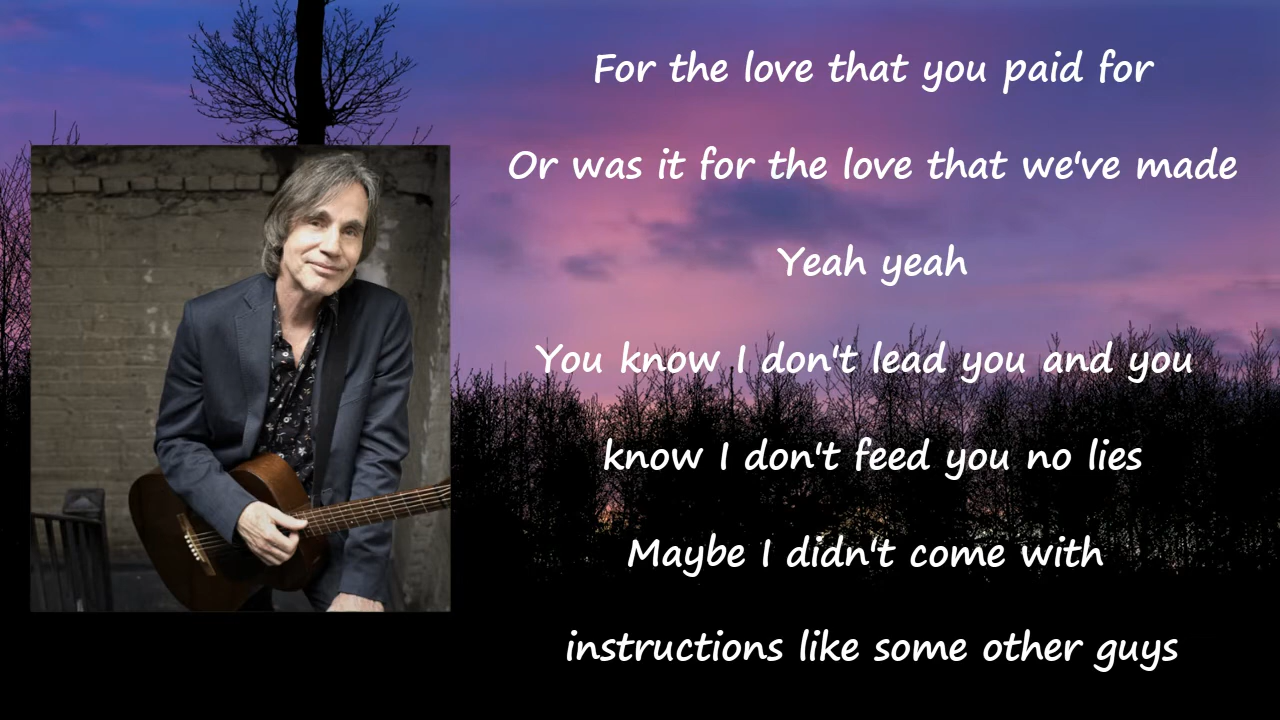 For the love that you paid for
Or was it for the love that we've made
Yeah yeah
You know I don't lead you and you
know I don't feed you no lies
Maybe I didn't come with
instructions like some other guys